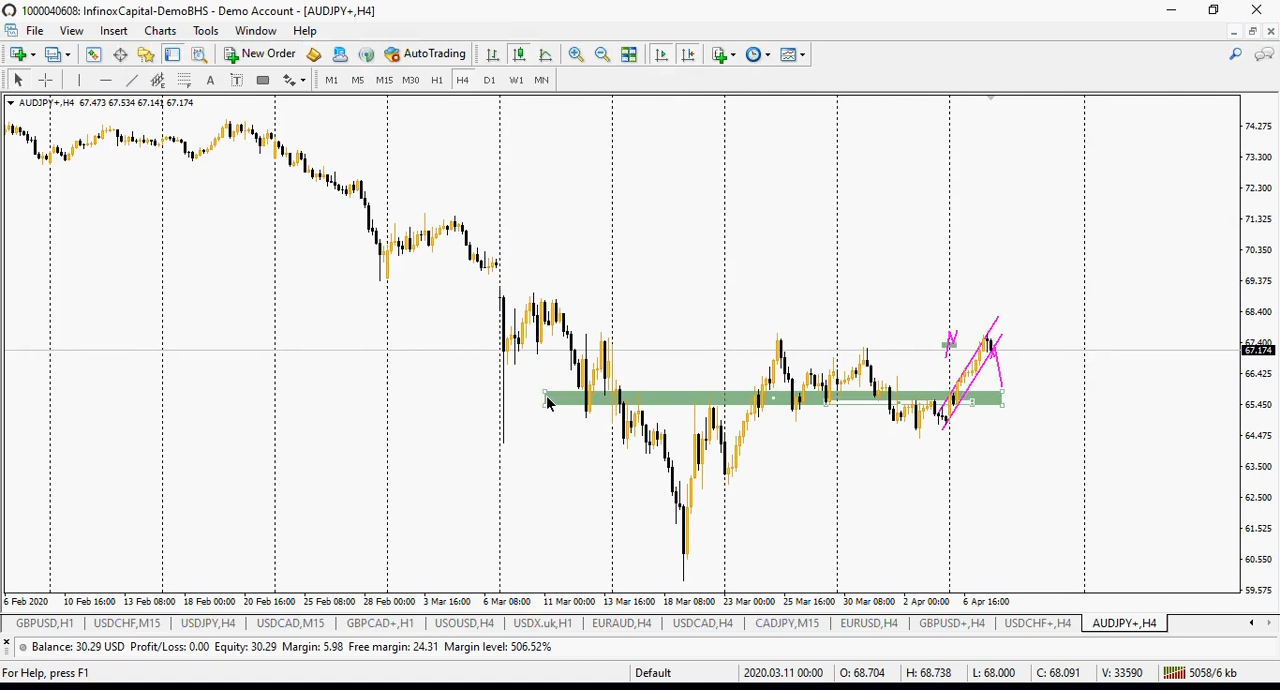 1000040608: InfinoxCapital-DemoBHS - Demo Account - [AUDJPY+,H4]
File View Insert Charts Tools Window Help
New Order AutoTrading
A T M1 M5 M15 M30 H1 H4 D1 W1 MN
AUDJPY+,H4 67.473 67.534 67.141 67.174
74.275
73.300
72.300
71.325
70.350
69.375
68.400
67.400
67.174
66.425
65.450
64.475
63.500
62.500
61.525
60.550
59.575
6 Feb 2020 10 Feb 16:00 13 Feb 08:00 18 Feb 00:00 20 Feb 16:00 25 Feb 08:00 28 Feb 00:00 3 Mar 16:00 6 Mar 08:00 11 Mar 00:00 13 Mar 16:00 18 Mar 08:00 23 Mar 00:00 25 Mar 16:00 30 Mar 08:00 2 Apr 00:00 6 Apr 16:00
GBPUSD,H1 USDCHF,M15 USDJPY,H4 USDCAD,M15 GBPCAD+,H1 USOUSD,H4 USDX.uk,H1 EURAUD,H4 USDCAD,H4 CADJPY,M15 EURUSD,H4 GBPUSD+,H4 USDCHF+,H4 AUDJPY+,H4
Balance: 30.29 USD Profit/Loss: 0.00 Equity: 30.29 Margin: 5.98 Free margin: 24.31 Margin level: 506.52%
For Help, press F1 Default 2020.03.11 00:00 O: 68.704 H: 68.738 L: 68.000 C: 68.091 V: 33590 5058/6 kb